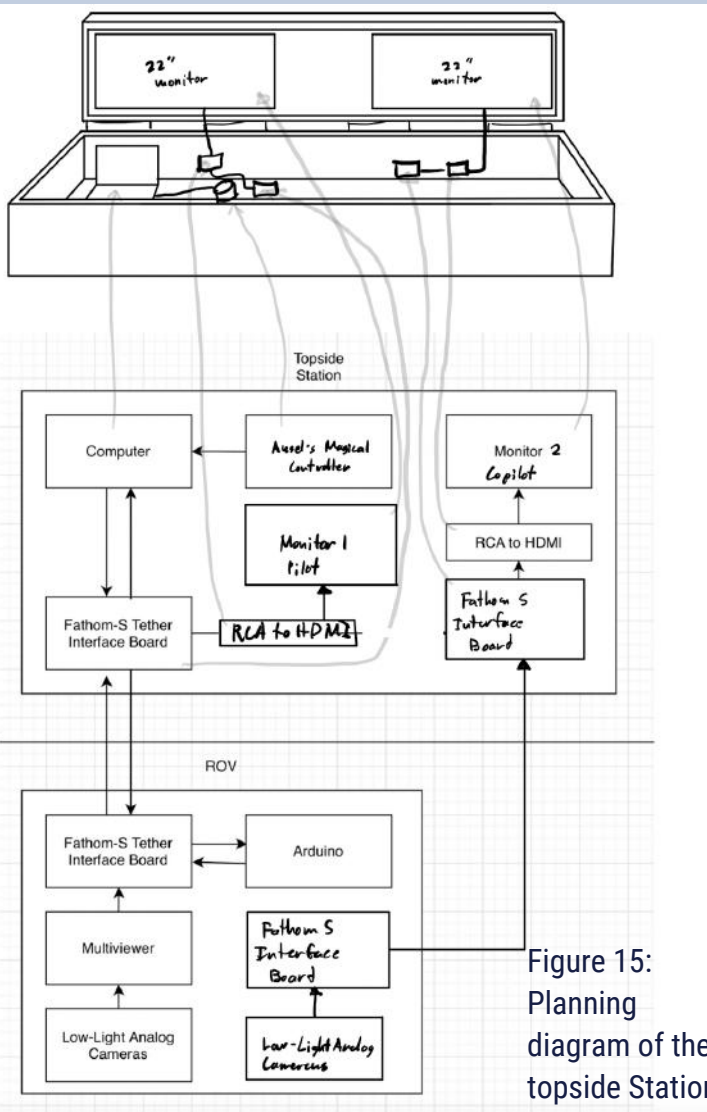 22"
monitor
22"
monitor
Topside
Station
Computer
Ansel's Magical
Controller
Monitor 2
Copilot
Monitor 1
Pilot
RCA to HDMI
Fathom-S Tether
Interface Board
RCA to HDMI
Fathom S
Interface
Board
ROV
Fathom-S Tether
Interface Board
Arduino
Multiviewer
Fathom S
Interface
Board
Low-Light Analog
Cameras
Low-Light Analog
Cameras
Figure 15:
Planning
diagram of the
topside Station